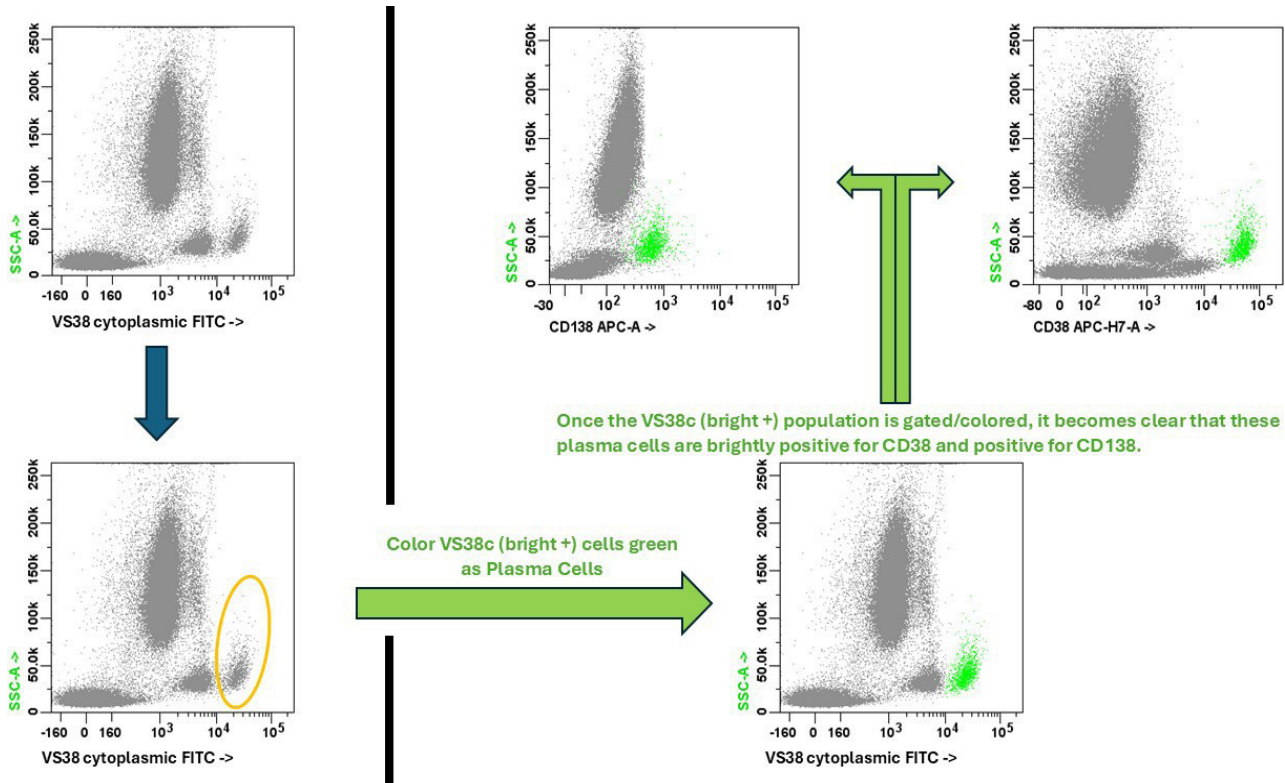 250k
200k
150k
100k
50.0k
0
SSC-A ->
-160 0 160 10³ 10⁴ 10⁵
VS38 cytoplasmic FITC ->
250k
200k
150k
100k
50.0k
0
SSC-A ->
-30 10² 10³ 10⁴ 10⁵
CD138 APC-A ->
250k
200k
150k
100k
50.0k
0
SSC-A ->
-80 0 10² 10³ 10⁴ 10⁵
CD38 APC-H7-A ->
Once the VS38c (bright +) population is gated/colored, it becomes clear that these
plasma cells are brightly positive for CD38 and positive for CD138.
250k
200k
150k
100k
50.0k
0
SSC-A ->
-160 0 160 10³ 10⁴ 10⁵
VS38 cytoplasmic FITC ->
Color VS38c (bright +) cells green
as Plasma Cells
250k
200k
150k
100k
50.0k
0
SSC-A ->
-160 0 160 10³ 10⁴ 10⁵
VS38 cytoplasmic FITC ->